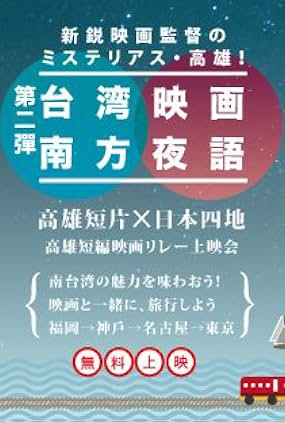 新鋭映画監督の
ミステリアス・高雄！
第二彈
台湾映画
南方夜語
高雄短片×日本四地
高雄短編映画リレー上映会
南台湾の魅力を味わおう！
映画と一緒に、旅行しよう
福岡→神戶→名古屋→東京
無料上映